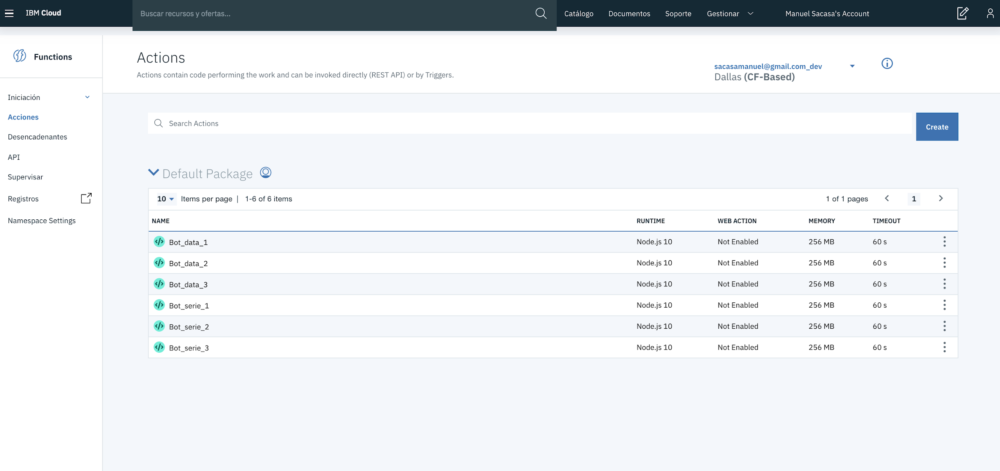 IBM Cloud
Buscar recursos y ofertas...
Catálogo Documentos Soporte Gestionar Manuel Sacasa's Account
Functions
Iniciación
Acciones
Desencadenantes
API
Supervisar
Registros
Namespace Settings
Actions
Actions contain code performing the work and can be invoked directly (REST API) or by Triggers.
sacasamanuel@gmail.com_dev
Dallas (CF-Based)
Search Actions
Create
Default Package
10 Items per page | 1-6 of 6 items 1 of 1 pages 1
NAME RUNTIME WEB ACTION MEMORY TIMEOUT
Bot_data_1 Node.js 10 Not Enabled 256 MB 60 s
Bot_data_2 Node.js 10 Not Enabled 256 MB 60 s
Bot_data_3 Node.js 10 Not Enabled 256 MB 60 s
Bot_serie_1 Node.js 10 Not Enabled 256 MB 60 s
Bot_serie_2 Node.js 10 Not Enabled 256 MB 60 s
Bot_serie_3 Node.js 10 Not Enabled 256 MB 60 s